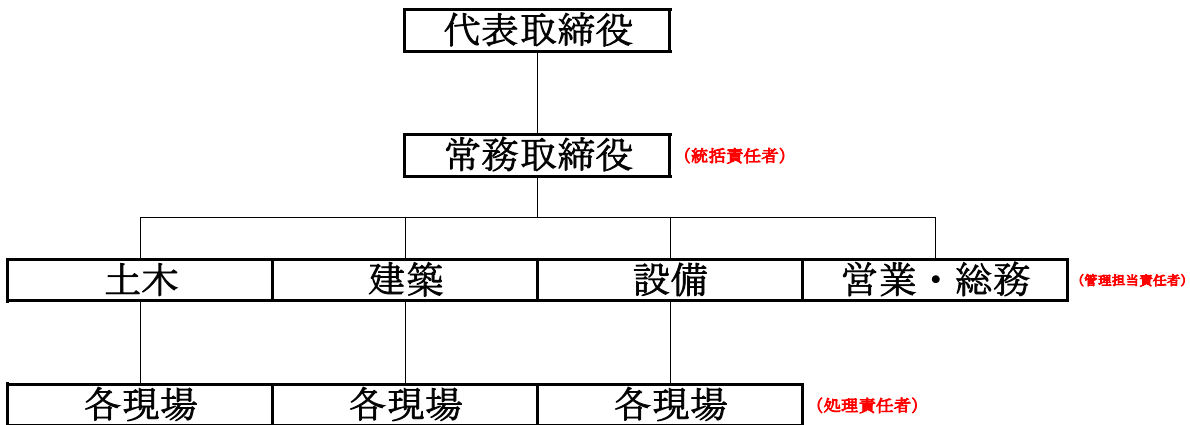 代表取締役
常務取締役 (統括責任者)
土木 建築 設備 営業・総務 (管理担当責任者)
各現場 各現場 各現場 (処理責任者)